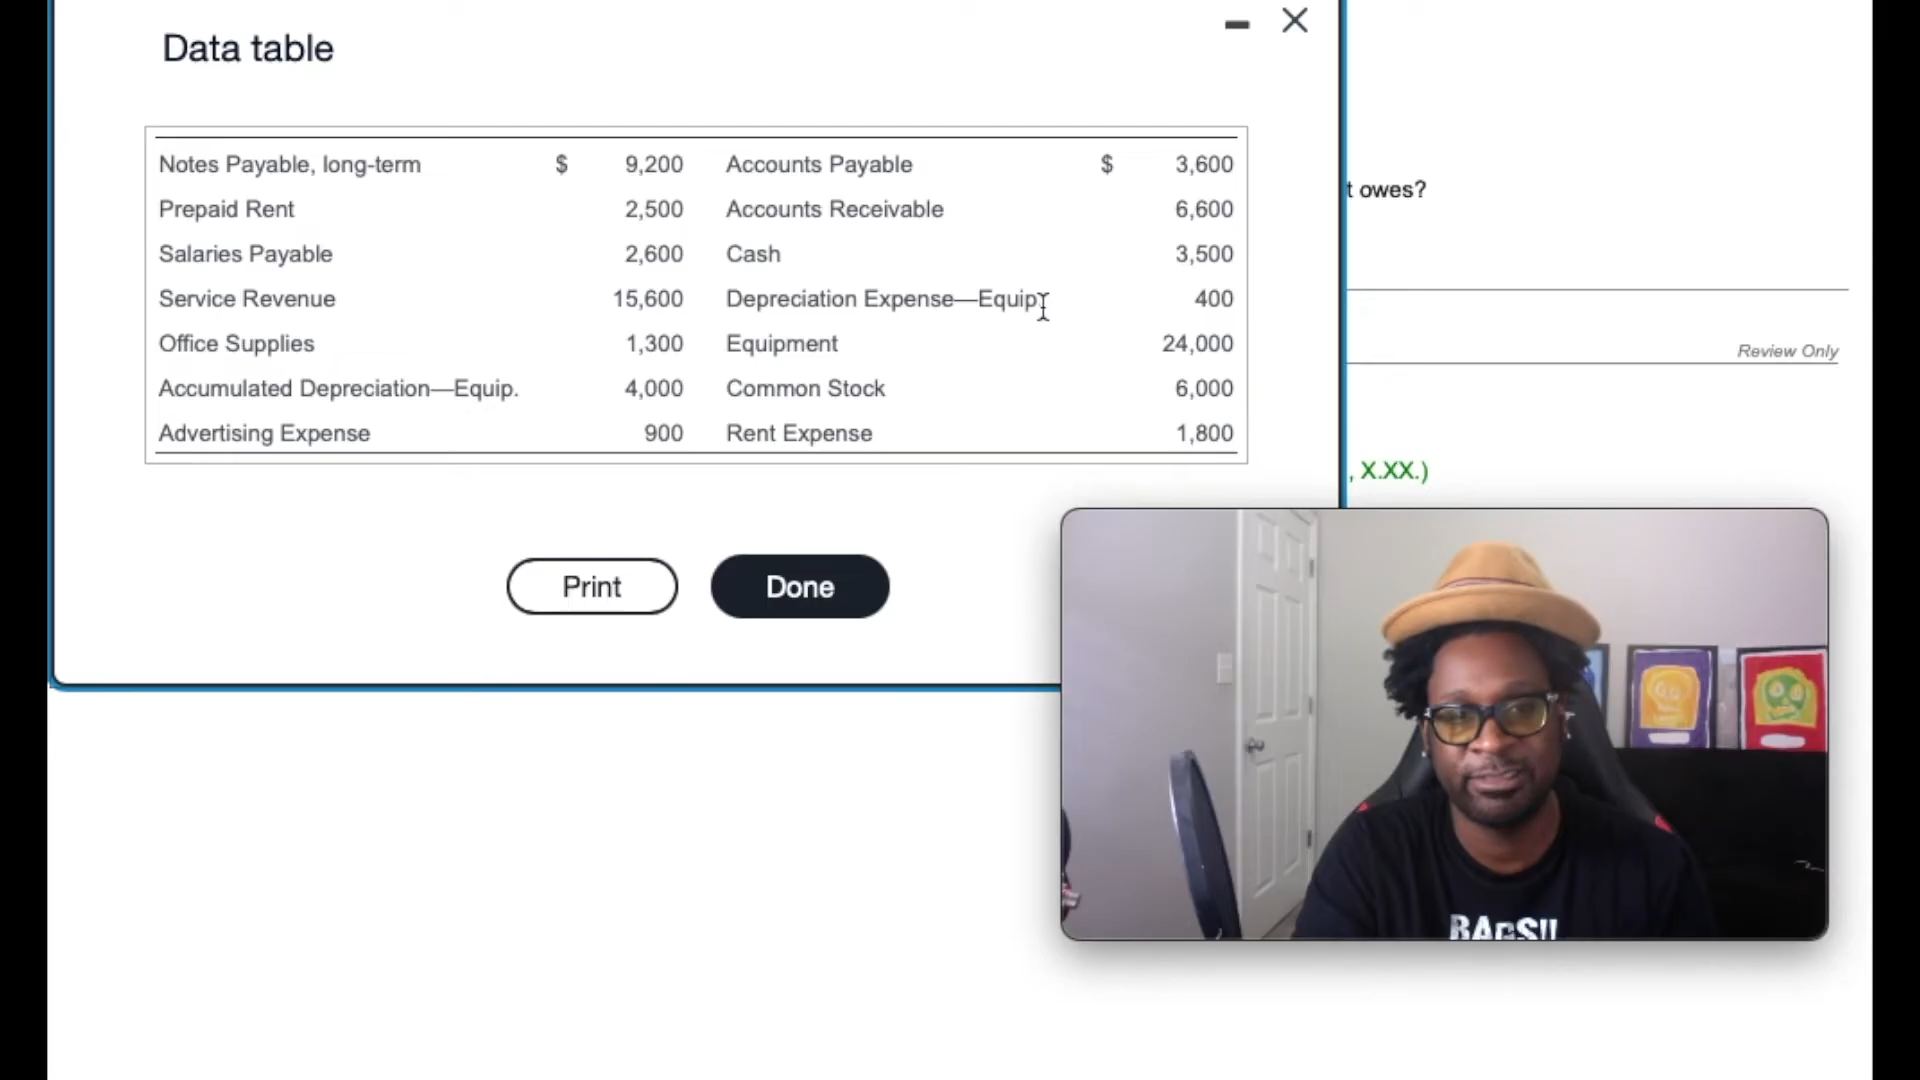 Data table
Notes Payable, long-term $ 9,200 Accounts Payable $ 3,600
Prepaid Rent 2,500 Accounts Receivable 6,600
Salaries Payable 2,600 Cash 3,500
Service Revenue 15,600 Depreciation Expense—Equip. 400
Office Supplies 1,300 Equipment 24,000
Accumulated Depreciation—Equip. 4,000 Common Stock 6,000
Advertising Expense 900 Rent Expense 1,800
Print Done
t owes?
Review Only
, X.XX.)
BAGS!!